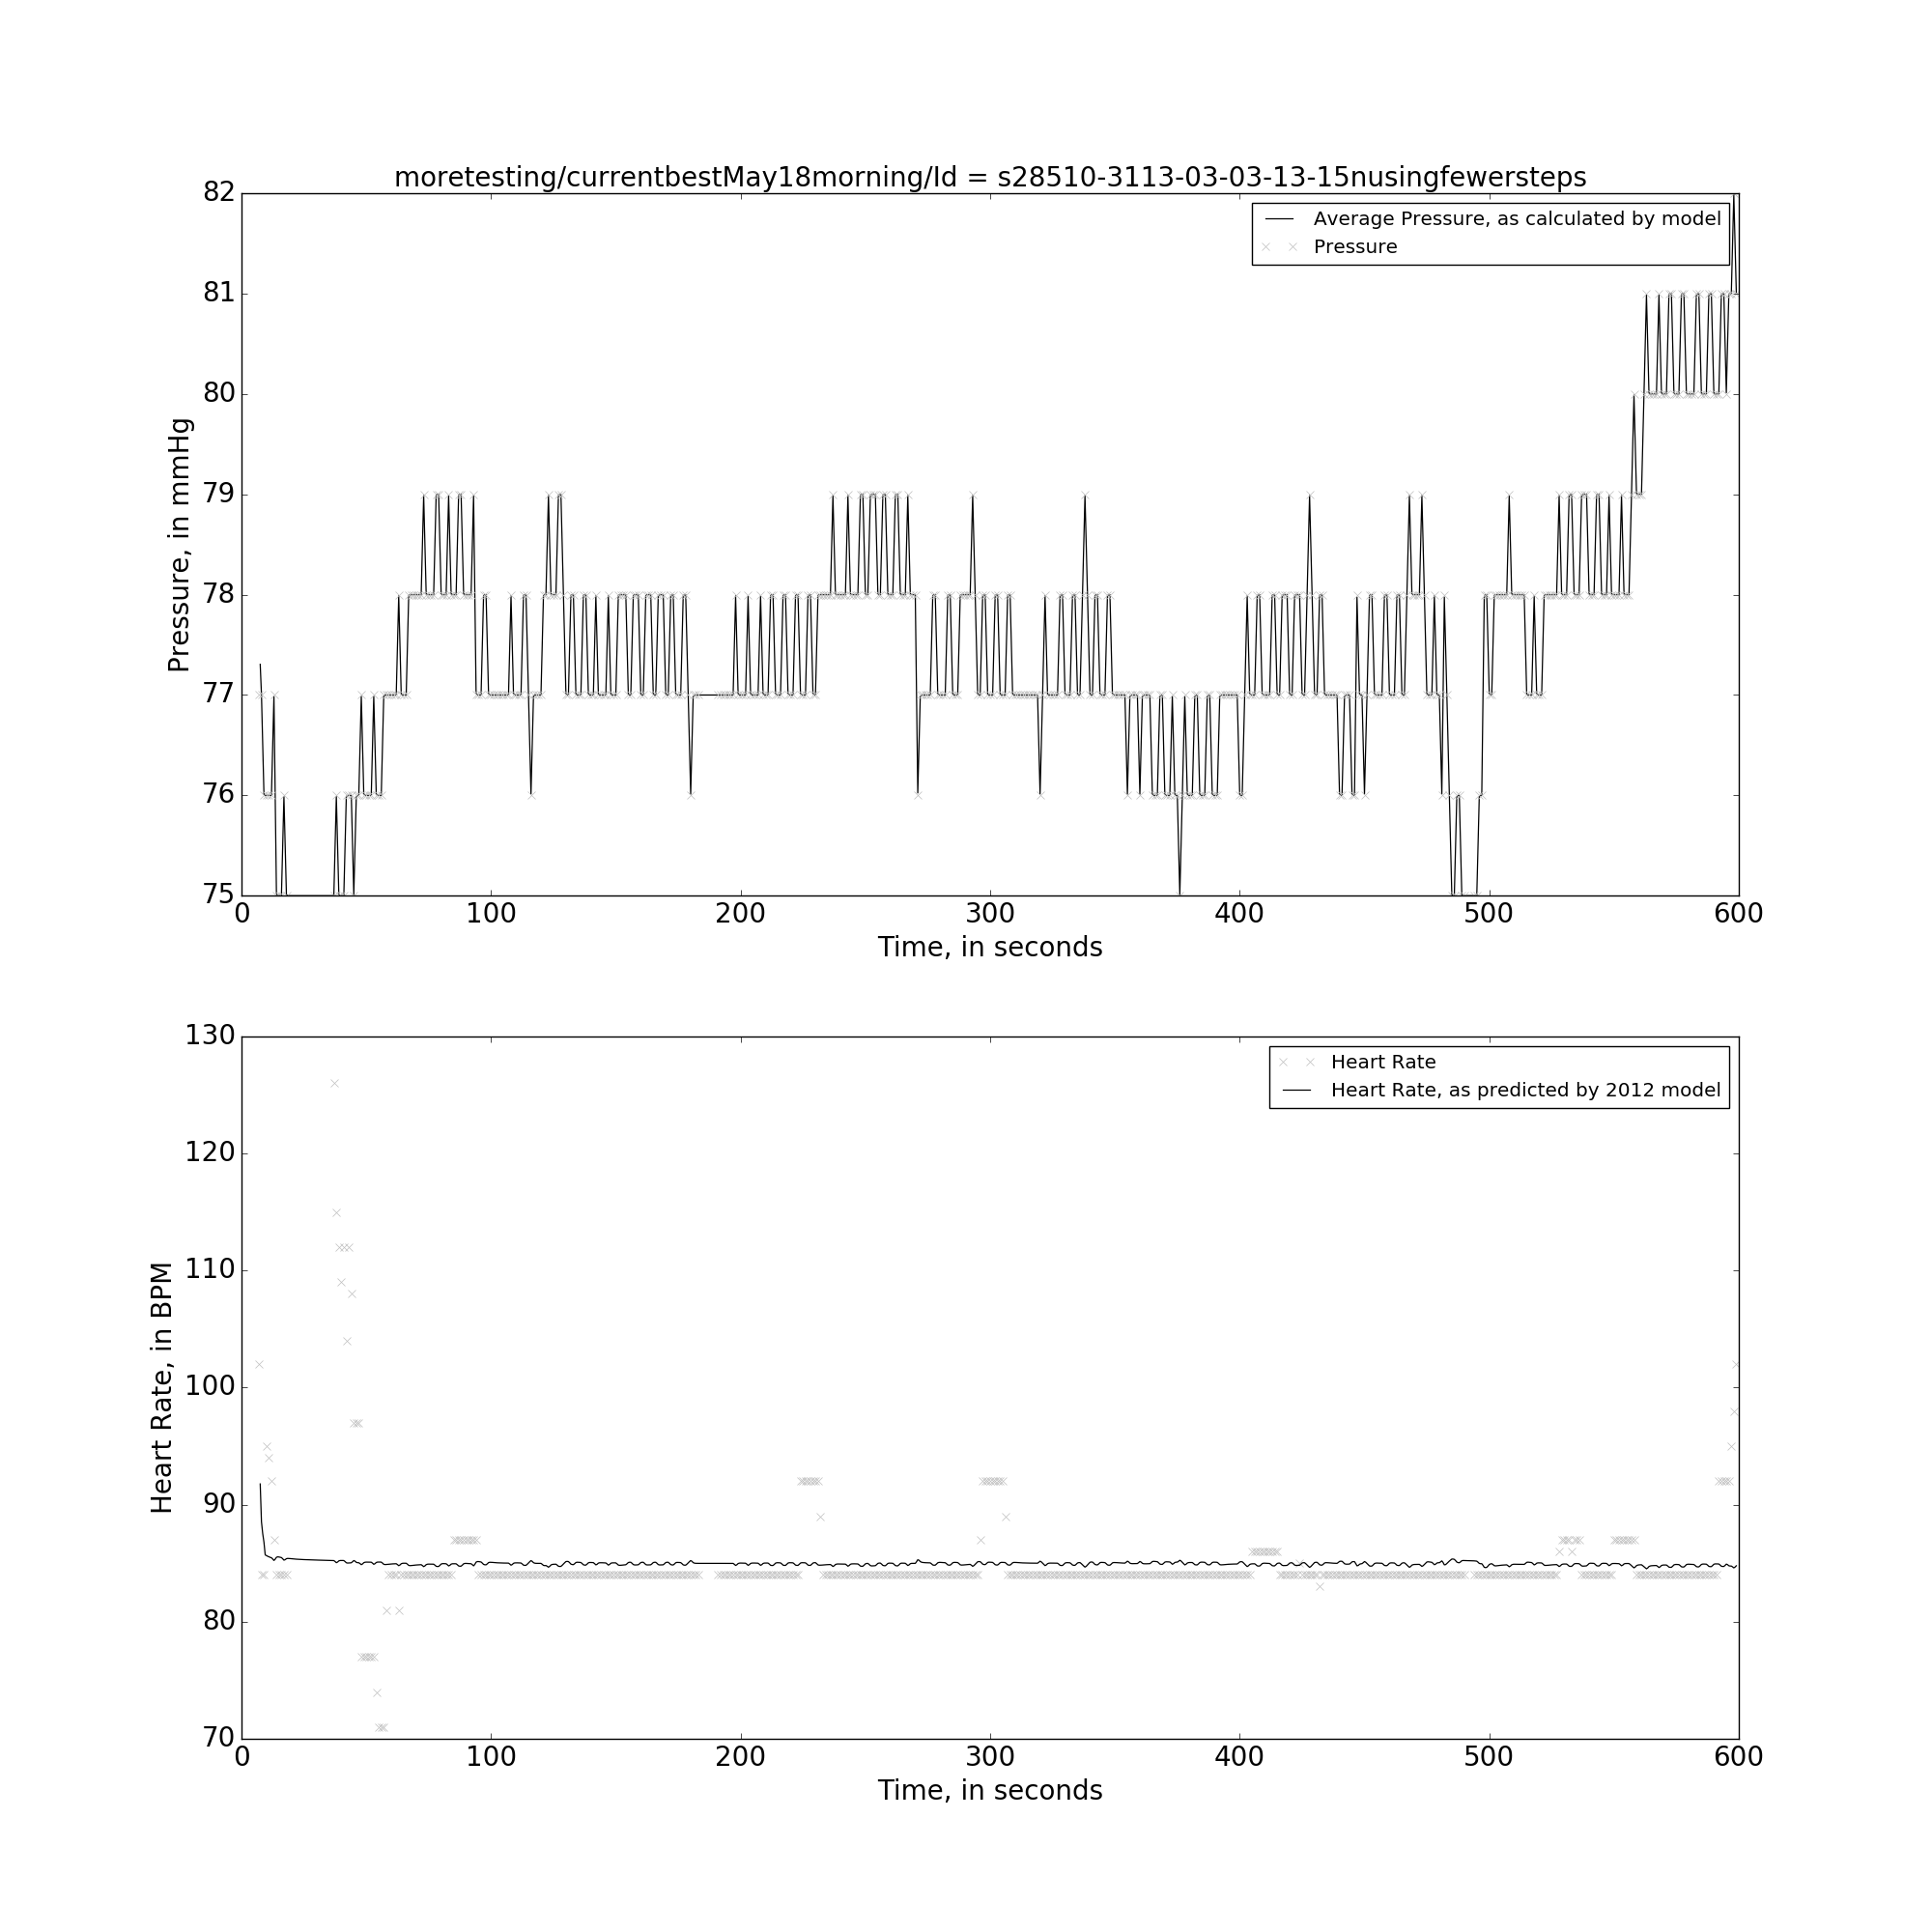 moretesting/currentbestMay18morning/Id = s28510-3113-03-03-13-15nusingfewersteps
82
81
80
79
78
77
76
75
Pressure, in mmHg
Average Pressure, as calculated by model
Pressure
0 100 200 300 400 500 600
Time, in seconds
130
120
110
100
90
80
70
Heart Rate, in BPM
Heart Rate
Heart Rate, as predicted by 2012 model
0 100 200 300 400 500 600
Time, in seconds